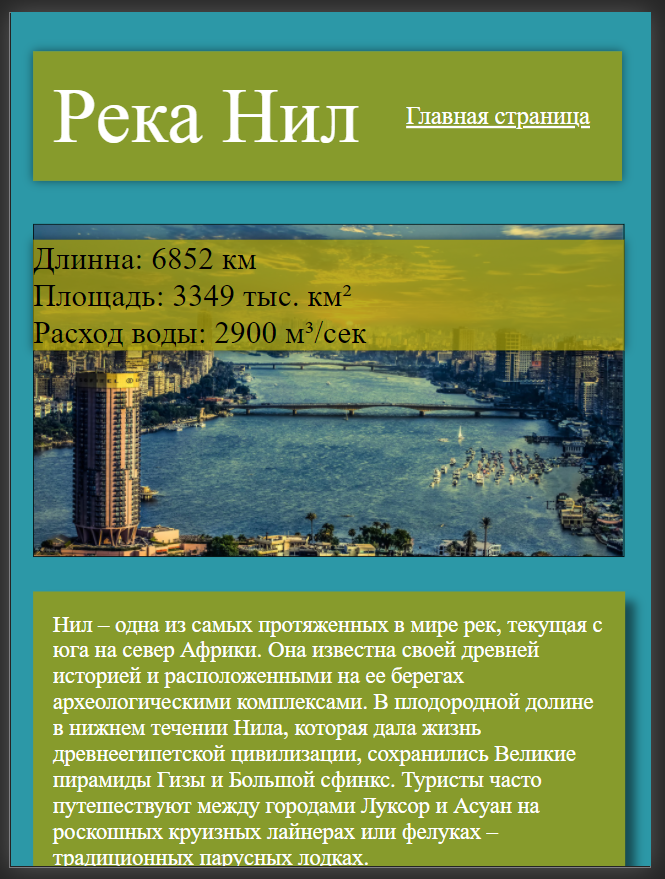 Река Нил
Главная страница
Длинна: 6852 км
Площадь: 3349 тыс. км²
Расход воды: 2900 м³/сек
Нил – одна из самых протяженных в мире рек, текущая с
юга на север Африки. Она известна своей древней
историей и расположенными на ее берегах
археологическими комплексами. В плодородной долине
в нижнем течении Нила, которая дала жизнь
древнеегипетской цивилизации, сохранились Великие
пирамиды Гизы и Большой сфинкс. Туристы часто
путешествуют между городами Луксор и Асуан на
роскошных круизных лайнерах или фелуках –
традиционных парусных лодках.